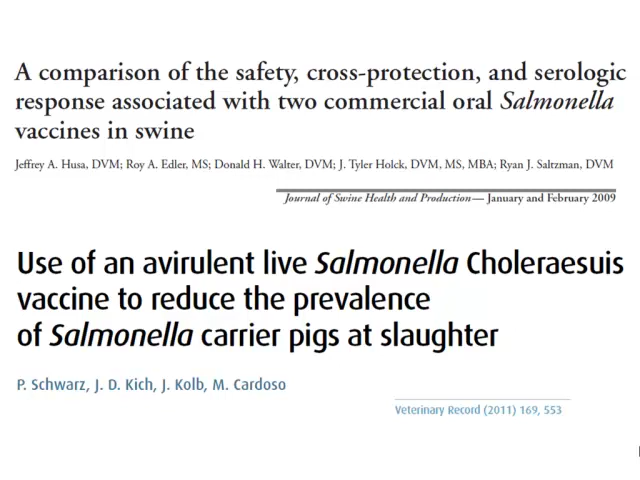 A comparison of the safety, cross-protection, and serologic
response associated with two commercial oral Salmonella
vaccines in swine
Jeffrey A. Husa, DVM; Roy A. Edler, MS; Donald H. Walter, DVM; J. Tyler Holck, DVM, MS, MBA; Ryan J. Saltzman, DVM
Journal of Swine Health and Production — January and February 2009
Use of an avirulent live Salmonella Choleraesuis
vaccine to reduce the prevalence
of Salmonella carrier pigs at slaughter
P. Schwarz, J. D. Kich, J. Kolb, M. Cardoso
Veterinary Record (2011) 169, 553